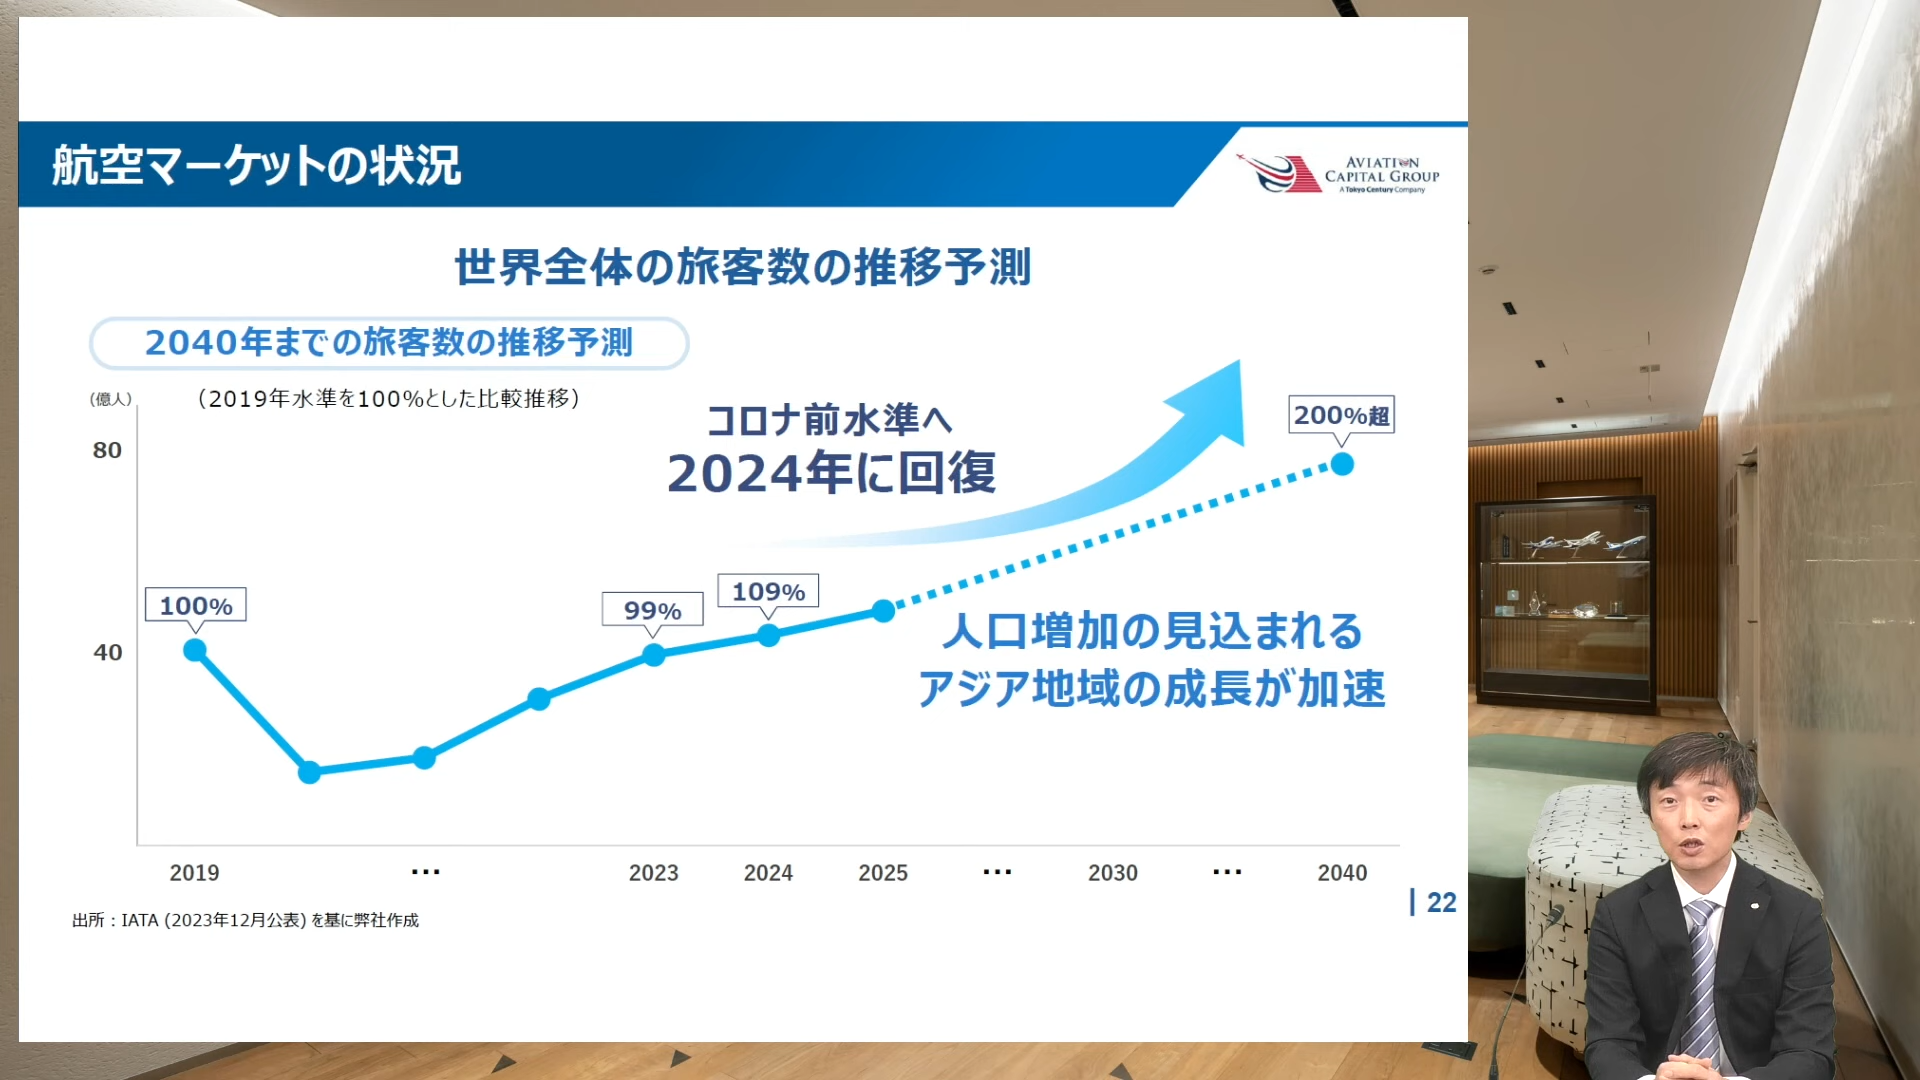 航空マーケットの状況
AVIATION
CAPITAL GROUP
A Tokyo Century Company
世界全体の旅客数の推移予測
2040年までの旅客数の推移予測
（億人）
（2019年水準を100%とした比較推移）
コロナ前水準へ
2024年に回復
200%超
80
100%
99%
109%
人口増加の見込まれる
アジア地域の成長が加速
40
2019 ... 2023 2024 2025 ... 2030 ... 2040
22
出所：IATA (2023年12月公表) を基に弊社作成